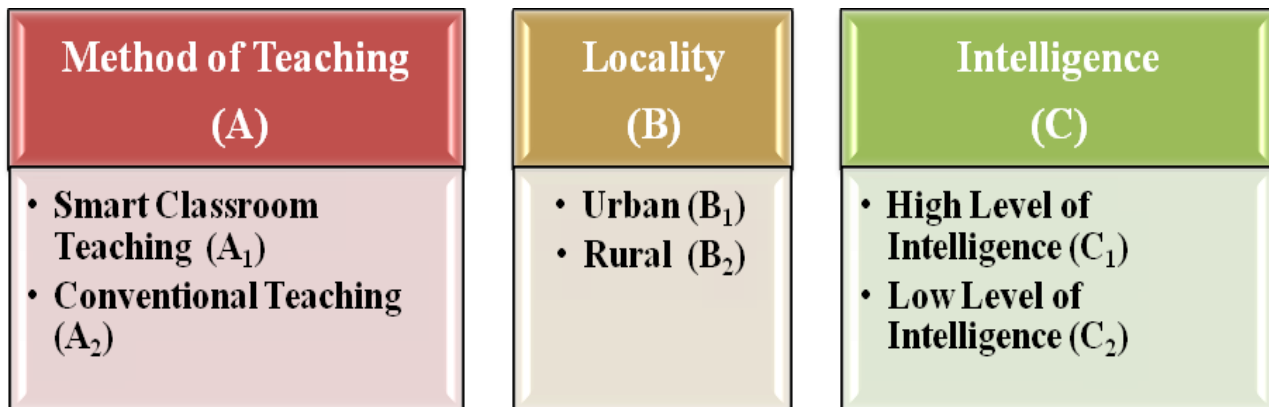 Method of Teaching
(A)
• Smart Classroom
Teaching (A₁)
• Conventional Teaching
(A₂)
Locality
(B)
• Urban (B₁)
• Rural (B₂)
Intelligence
(C)
• High Level of
Intelligence (C₁)
• Low Level of
Intelligence (C₂)